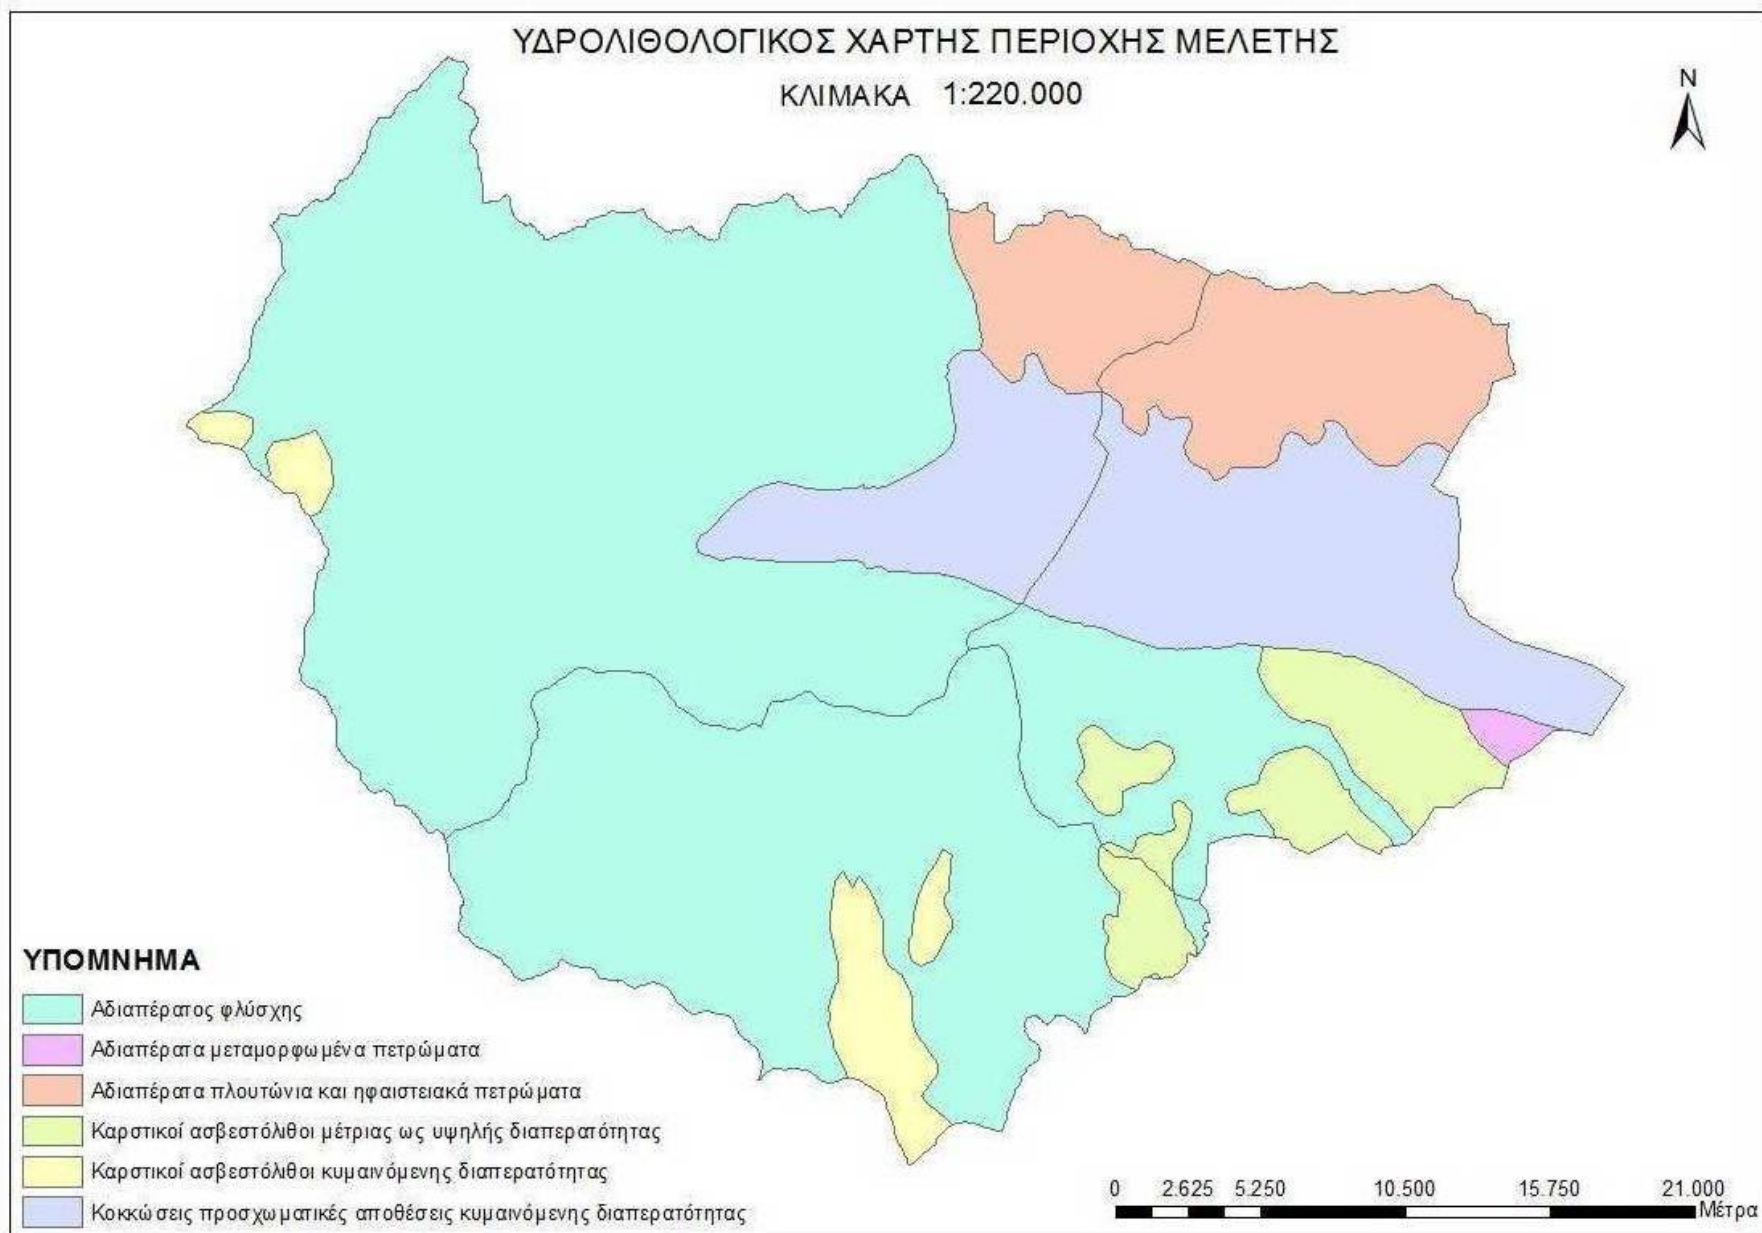 ΥΔΡΟΛΙΘΟΛΟΓΙΚΟΣ ΧΑΡΤΗΣ ΠΕΡΙΟΧΗΣ ΜΕΛΕΤΗΣ
ΚΛΙΜΑΚΑ 1:220.000
N
ΥΠΟΜΝΗΜΑ
Αδιαπέρατος φλύσχης
Αδιαπέρατα μεταμορφωμένα πετρώματα
Αδιαπέρατα πλουτώνια και ηφαιστειακά πετρώματα
Καρστικοί ασβεστόλιθοι μέτριας ως υψηλής διαπερατότητας
Καρστικοί ασβεστόλιθοι κυμαινόμενης διαπερατότητας
Κοκκώσεις προσχωματικές αποθέσεις κυμαινόμενης διαπερατότητας
0 2.625 5.250 10.500 15.750 21.000
Μέτρα